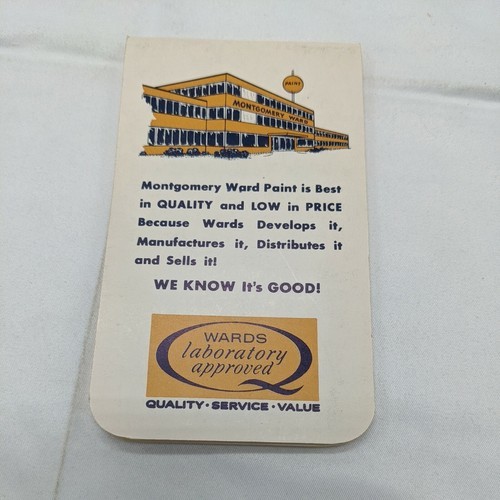 PAINT
MONTGOMERY WARD
Montgomery Ward Paint is Best
in QUALITY and LOW in PRICE
Because Wards Develops it,
Manufactures it, Distributes it
and Sells it!
WE KNOW It's GOOD!
WARDS
laboratory
approved
QUALITY · SERVICE · VALUE